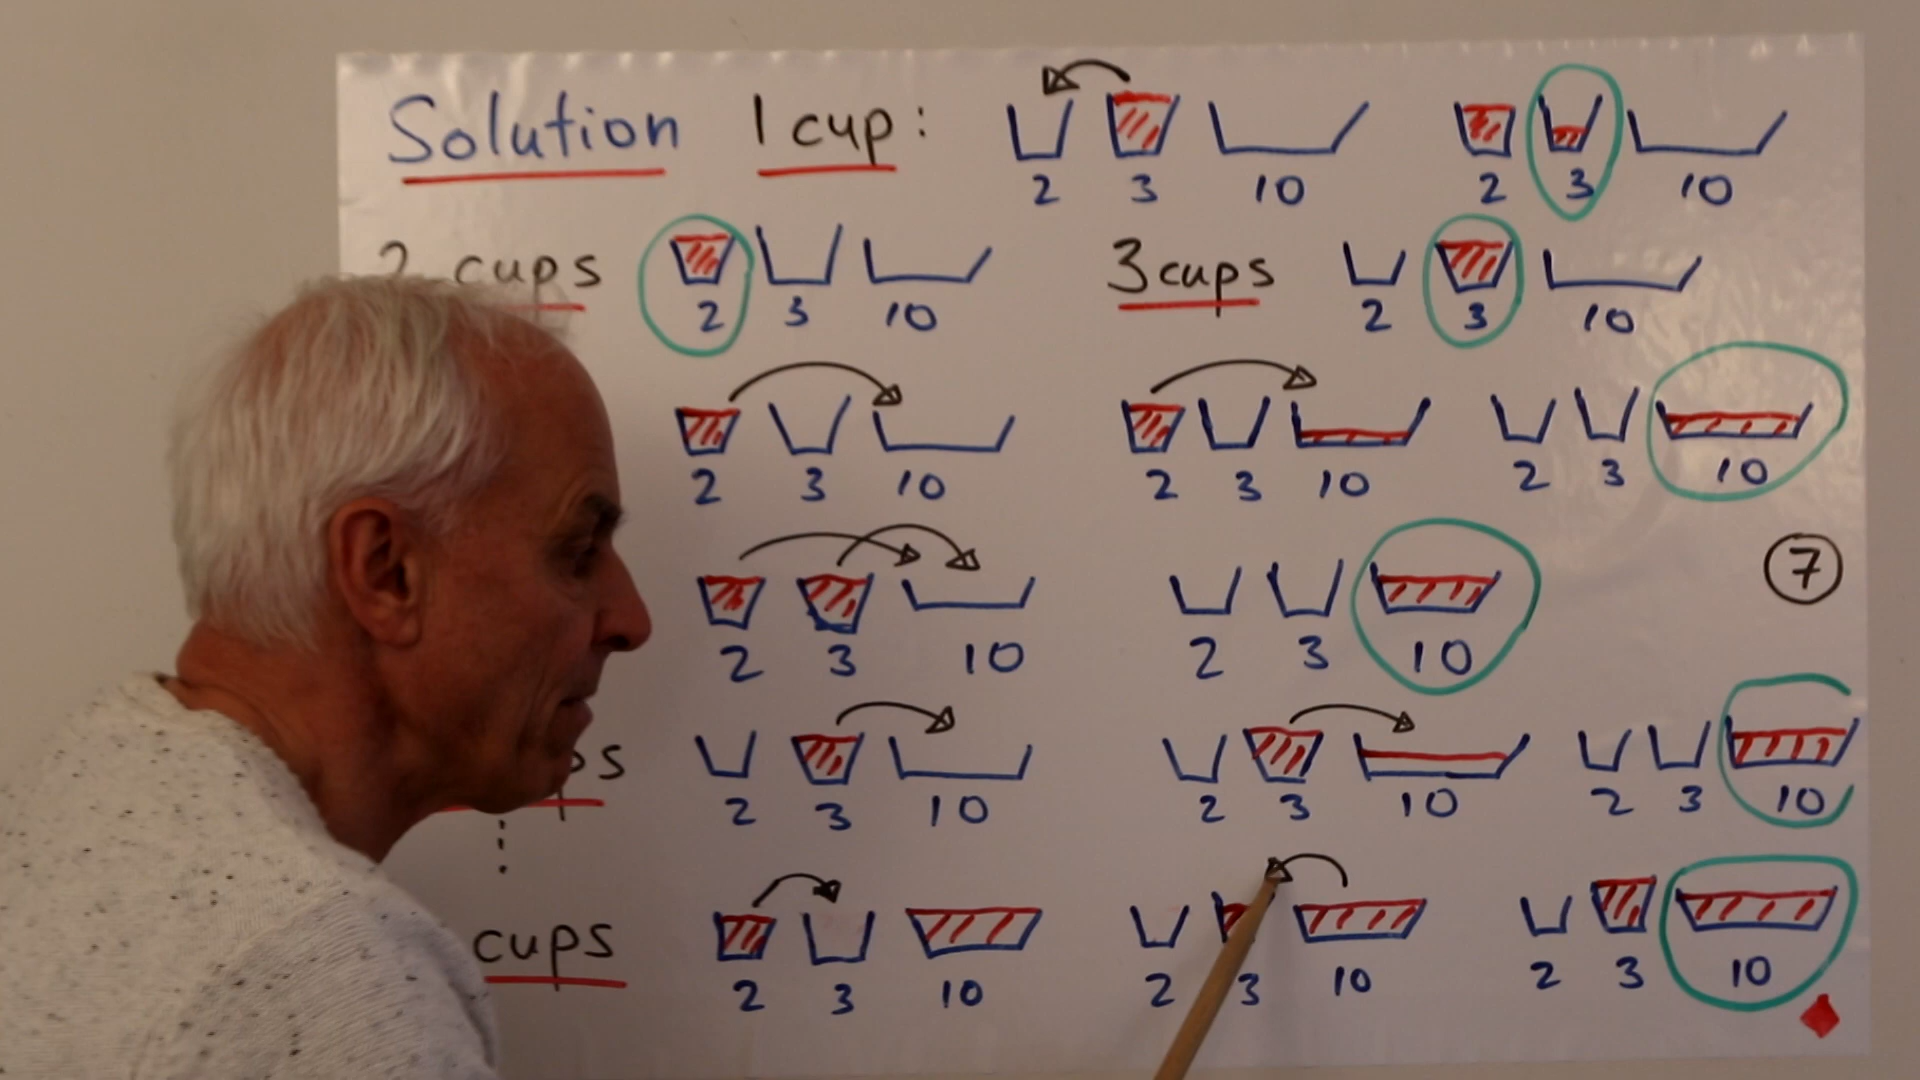 Solution 1 cup:
2 3 10 2 3 10
2 cups 3 cups
2 3 10 2 3 10
2 3 10 2 3 10 2 3 10
7
2 3 10 2 3 10
2 3 10 2 3 10 2 3 10
cups
2 3 10 2 3 10 2 3 10